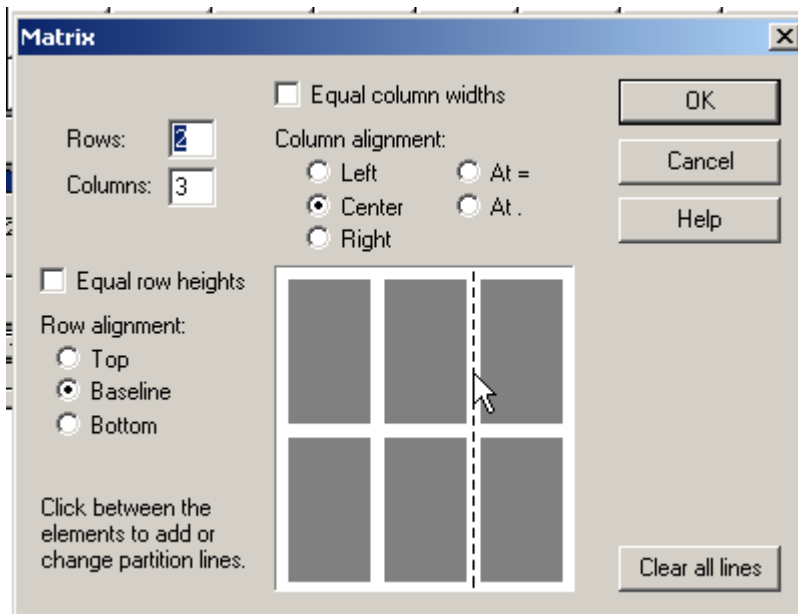 Matrix
Equal column widths
OK
Rows: 2
Column alignment:
Cancel
Columns: 3
Left
At =
Center
At .
Help
Right
Equal row heights
Row alignment:
Top
Baseline
Bottom
Click between the
elements to add or
change partition lines.
Clear all lines